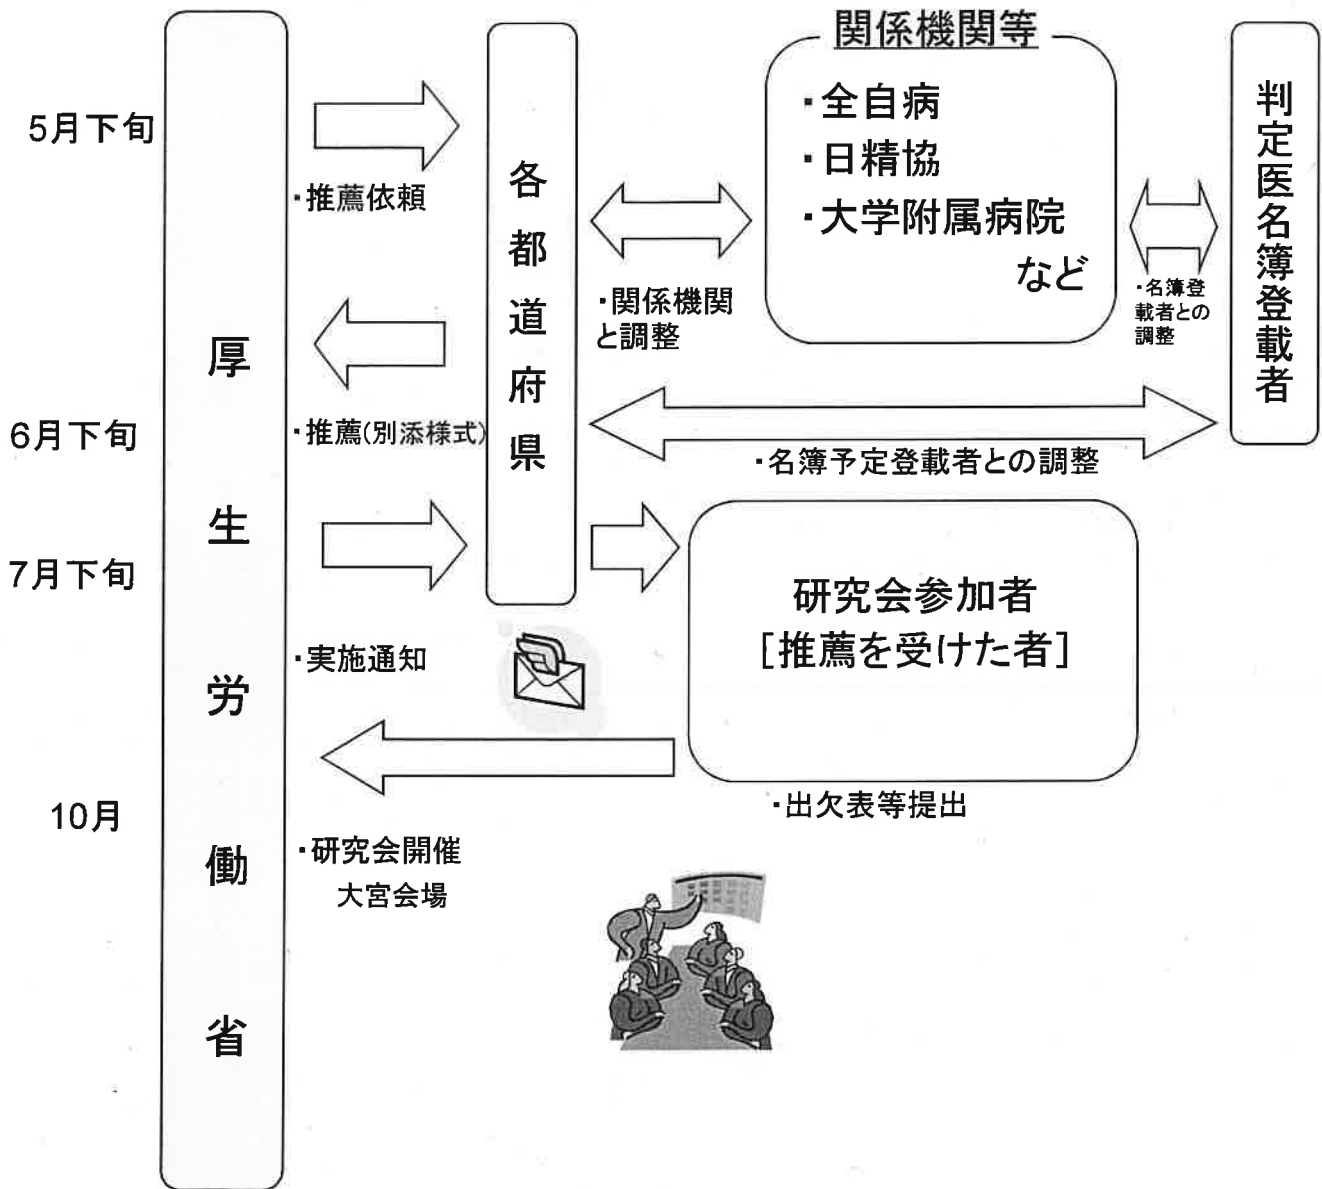 関係機関等
・全自病
・日精協
・大学附属病院
など
判定医名簿登載者
各都道府県
厚生労働省
5月下旬
・推薦依頼
・関係機関
と調整
・名簿登
載者との
調整
6月下旬
・推薦(別添様式)
・名簿予定登載者との調整
7月下旬
・実施通知
研究会参加者
[推薦を受けた者]
・出欠表等提出
10月
・研究会開催
大宮会場